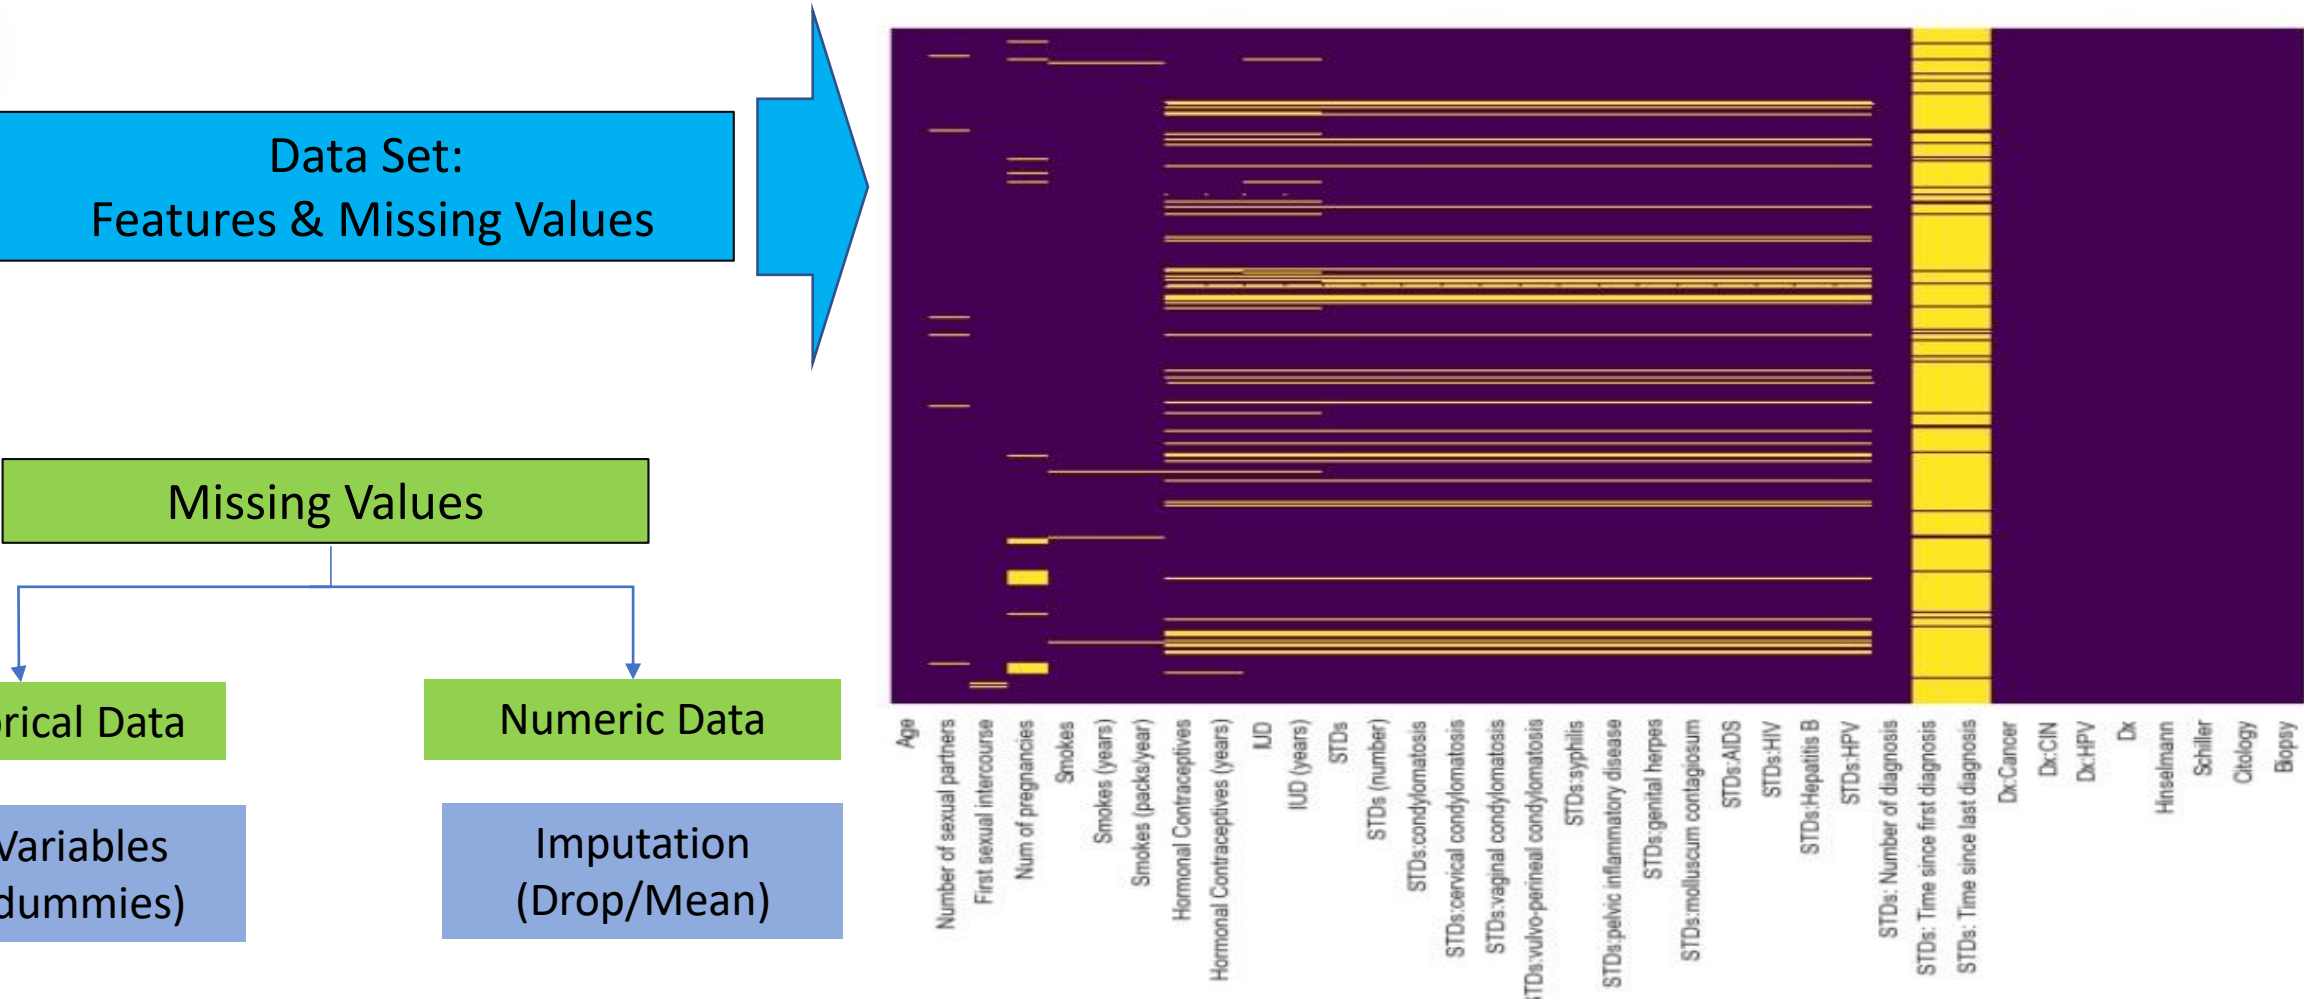 Data Set:
Features & Missing Values
Missing Values
rical Data
Numeric Data
Variables
dummies)
Imputation
(Drop/Mean)
Age
Number of sexual partners
First sexual intercourse
Num of pregnancies
Smokes
Smokes (years)
Smokes (packs/year)
Hormonal Contraceptives
Hormonal Contraceptives (years)
IUD
IUD (years)
STDs
STDs (number)
STDs:condylomatosis
STDs:cervical condylomatosis
STDs:vaginal condylomatosis
STDs:vulvo-perineal condylomatosis
STDs:syphilis
STDs:pelvic inflammatory disease
STDs:genital herpes
STDs:molluscum contagiosum
STDs:AIDS
STDs:HIV
STDs:Hepatitis B
STDs:HPV
STDs: Number of diagnosis
STDs: Time since first diagnosis
STDs: Time since last diagnosis
Dx:Cancer
Dx:CIN
Dx:HPV
Dx
Hinselmann
Schiller
Citology
Biopsy